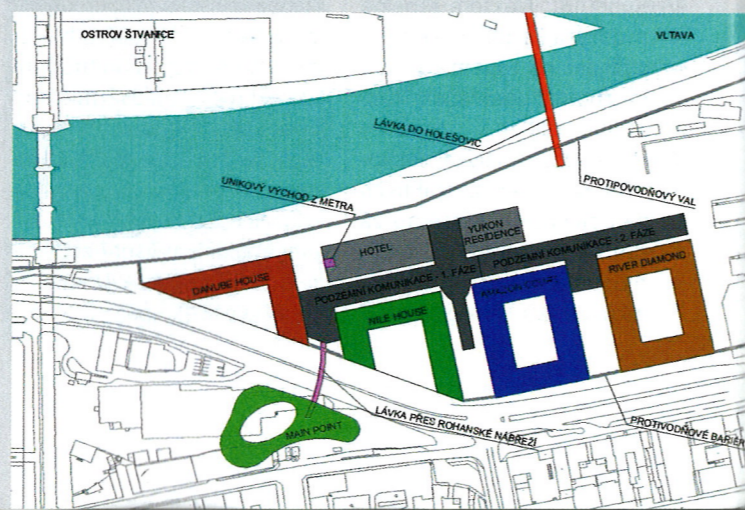 OSTROV ŠTVANICE
VLTAVA
LÁVKA DO HOLEŠOVIC
ÚNIKOVÝ VÝCHOD Z METRA
PROTIPOVODŇOVÝ VAL
HOTEL
YUKON
RESIDENCE
DANUBE HOUSE
PODZEMNÍ KOMUNIKACE - 1. FÁZE
PODZEMNÍ KOMUNIKACE - 2. FÁZE
RIVER DIAMOND
NILE HOUSE
AMAZON COURT
MAIN POINT
LÁVKA PŘES ROHANSKÉ NÁBŘEŽÍ
PROTIVODŇOVÉ BARIÉR